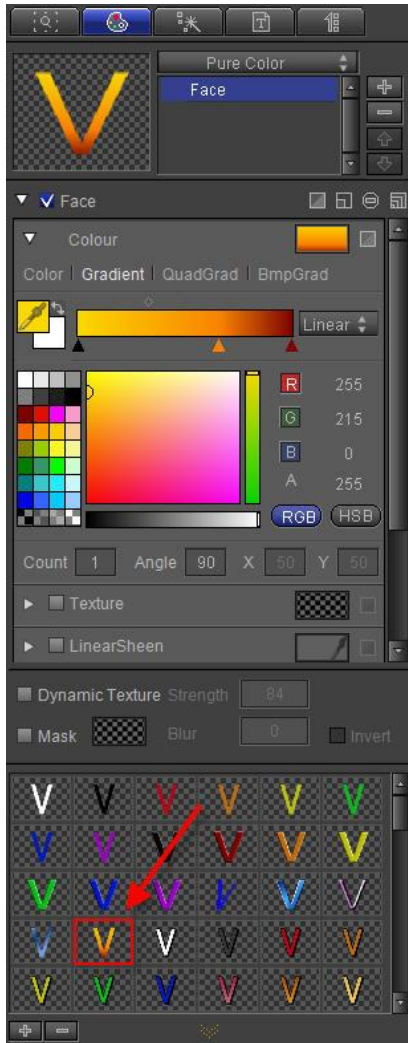 T
V
Pure Color
Face
Face
Colour
Color | Gradient | QuadGrad | BmpGrad
Linear
R 255
G 215
B 0
A 255
RGB HSB
Count 1 Angle 90 X 50 Y 50
Texture
LinearSheen
Dynamic Texture Strength 84
Mask Blur 0 Invert
V V V V V V
V V V V V V
V V V V V V
V V V V V V
V V V V V V